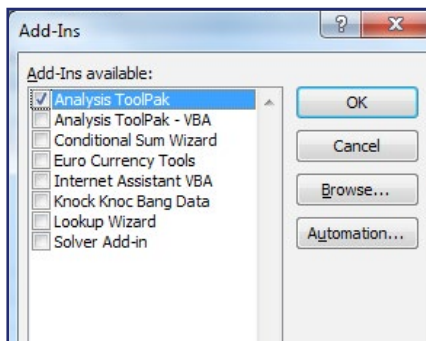 Add-Ins
? X
Add-Ins available:
Analysis ToolPak
Analysis ToolPak - VBA
Conditional Sum Wizard
Euro Currency Tools
Internet Assistant VBA
Knock Knoc Bang Data
Lookup Wizard
Solver Add-in
OK
Cancel
Browse...
Automation...